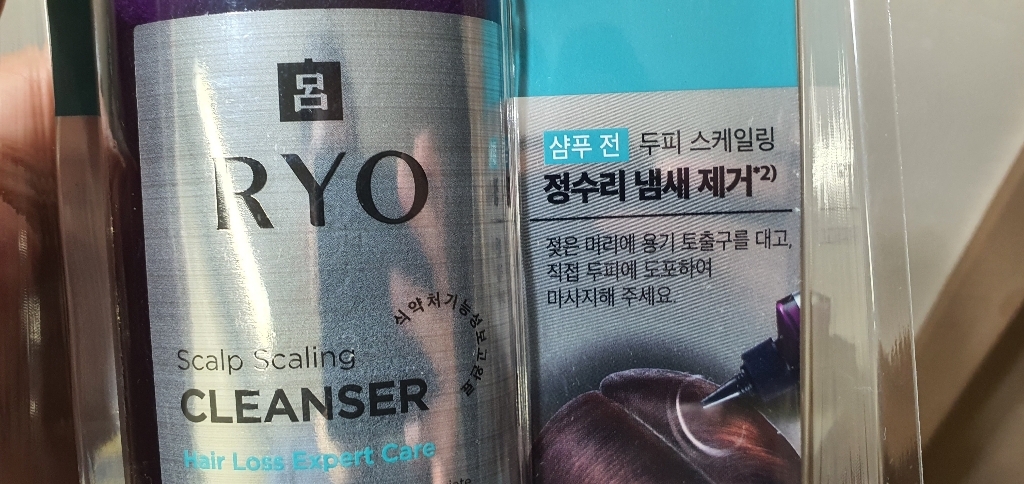 呂
RYO
식약처기능성보고완료
Scalp Scaling
CLEANSER
Hair Loss Expert Care
샴푸 전 두피 스케일링
정수리 냄새 제거*2)
젖은 머리에 용기 토출구를 대고,
직접 두피에 도포하여
마사지해 주세요.